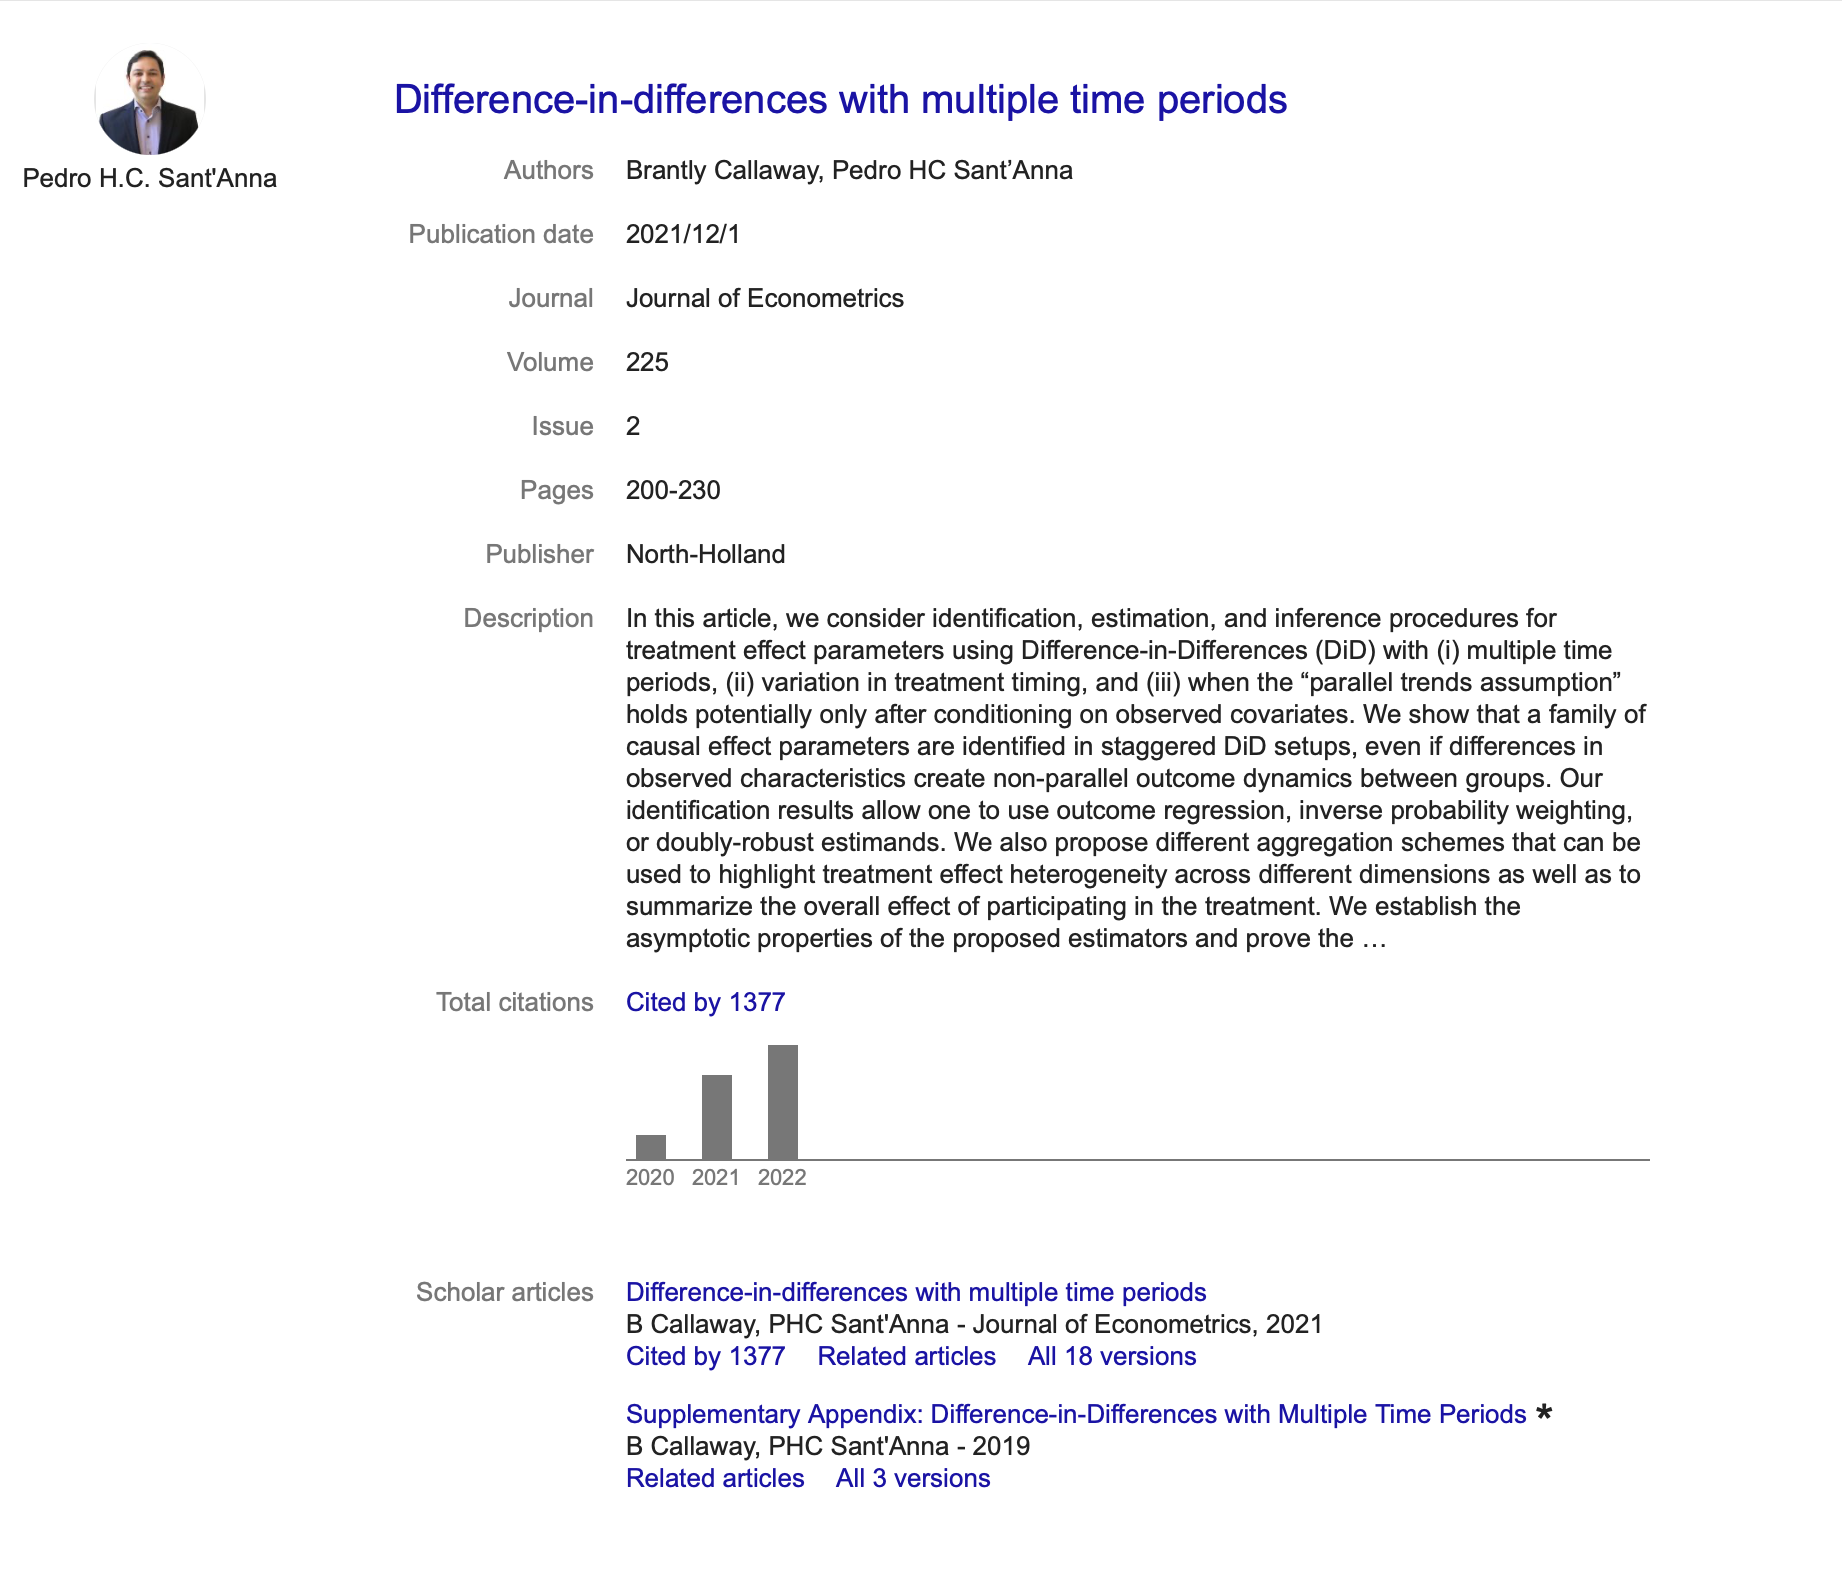 Pedro H.C. Sant'Anna
Difference-in-differences with multiple time periods
Authors Brantly Callaway, Pedro HC Sant’Anna
Publication date 2021/12/1
Journal Journal of Econometrics
Volume 225
Issue 2
Pages 200-230
Publisher North-Holland
Description In this article, we consider identification, estimation, and inference procedures for
treatment effect parameters using Difference-in-Differences (DiD) with (i) multiple time
periods, (ii) variation in treatment timing, and (iii) when the “parallel trends assumption”
holds potentially only after conditioning on observed covariates. We show that a family of
causal effect parameters are identified in staggered DiD setups, even if differences in
observed characteristics create non-parallel outcome dynamics between groups. Our
identification results allow one to use outcome regression, inverse probability weighting,
or doubly-robust estimands. We also propose different aggregation schemes that can be
used to highlight treatment effect heterogeneity across different dimensions as well as to
summarize the overall effect of participating in the treatment. We establish the
asymptotic properties of the proposed estimators and prove the …
Total citations Cited by 1377
2020 2021 2022
Scholar articles Difference-in-differences with multiple time periods
B Callaway, PHC Sant'Anna - Journal of Econometrics, 2021
Cited by 1377 Related articles All 18 versions
Supplementary Appendix: Difference-in-Differences with Multiple Time Periods *
B Callaway, PHC Sant'Anna - 2019
Related articles All 3 versions